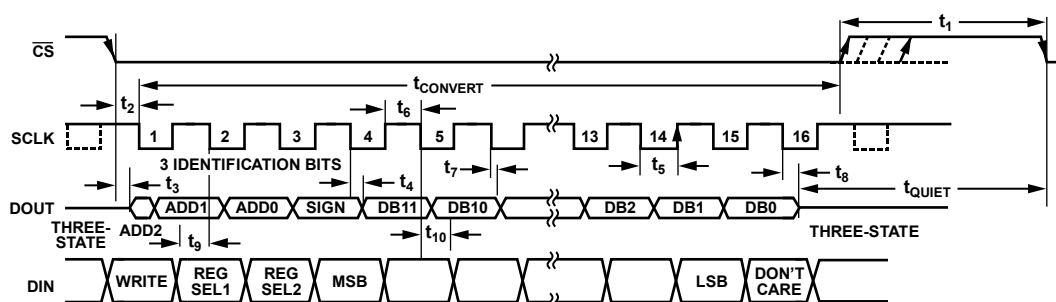 t1
CS
tCONVERT
t2
t6
SCLK
1 2 3 4 5 13 14 15 16
3 IDENTIFICATION BITS
t7
t5
t8
t3
t4
tQUIET
DOUT
ADD1 ADD0 SIGN DB11 DB10 DB2 DB1 DB0
THREE-
STATE
ADD2
THREE-STATE
t9
t10
DIN
WRITE
REG
SEL1
REG
SEL2
MSB
LSB
DON'T
CARE